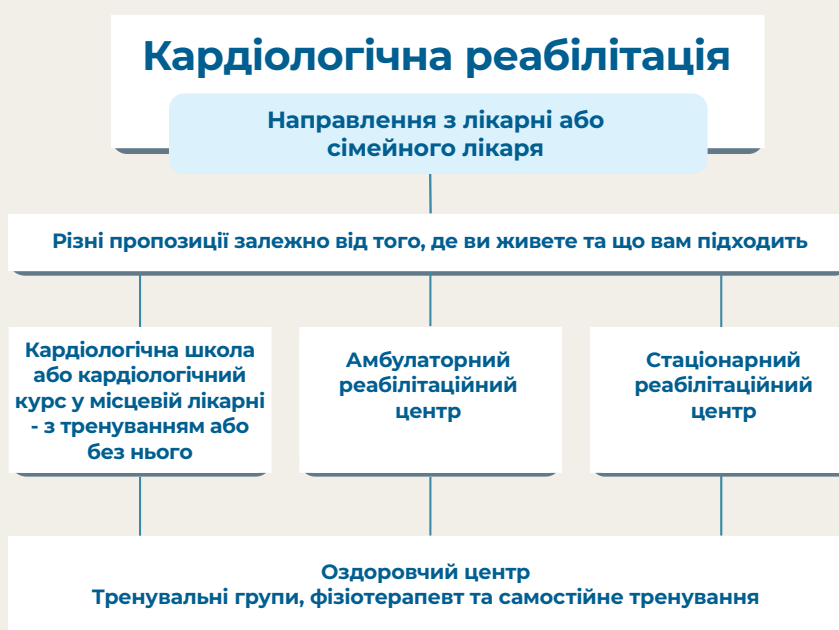 Кардіологічна реабілітація
Направлення з лікарні або
сімейного лікаря
Різні пропозиції залежно від того, де ви живете та що вам підходить
Кардіологічна школа
або кардіологічний
курс у місцевій лікарні
- з тренуванням або
без нього
Амбулаторний
реабілітаційний
центр
Стаціонарний
реабілітаційний
центр
Оздоровчий центр
Тренувальні групи, фізіотерапевт та самостійне тренування